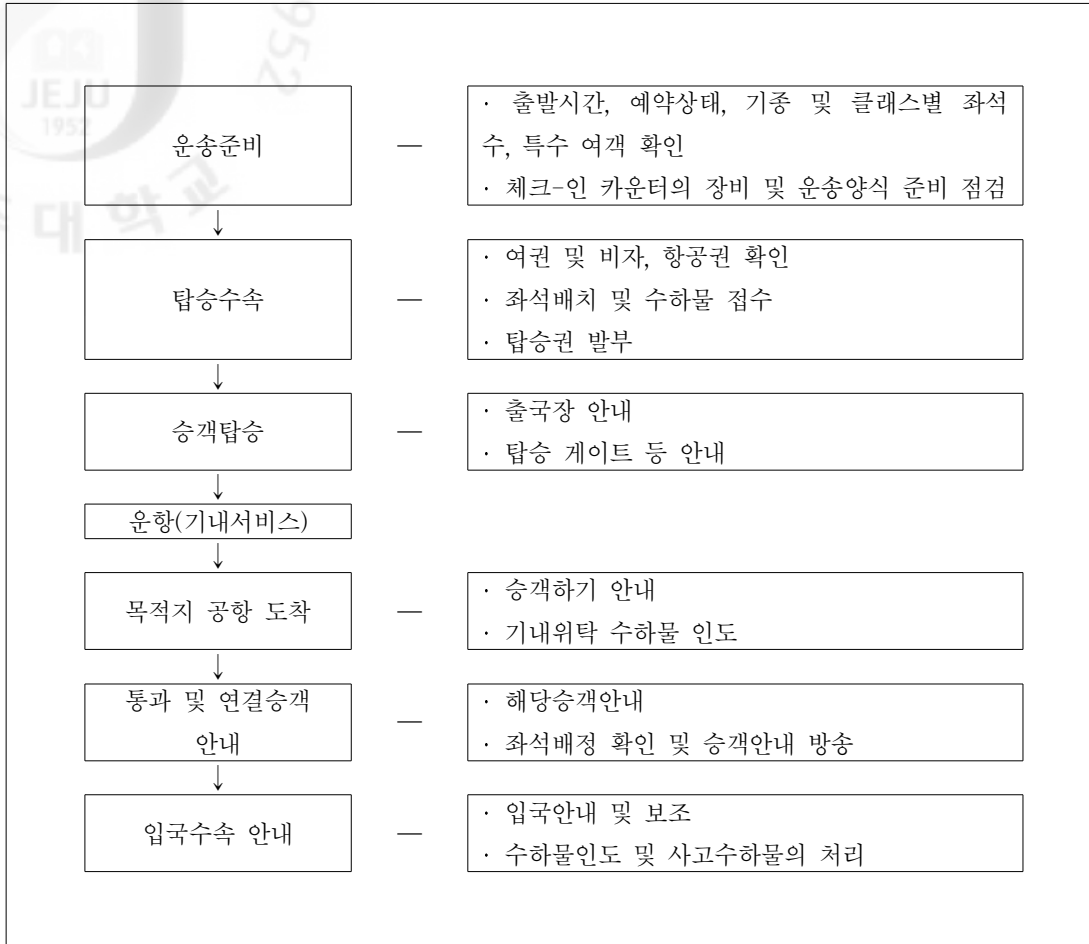 JEJU
1952
1952
대학교
운송준비
―
· 출발시간, 예약상태, 기종 및 클래스별 좌석
수, 특수 여객 확인
· 체크-인 카운터의 장비 및 운송양식 준비 점검
↓
탑승수속
―
· 여권 및 비자, 항공권 확인
· 좌석배치 및 수하물 접수
· 탑승권 발부
↓
승객탑승
―
· 출국장 안내
· 탑승 게이트 등 안내
↓
운항(기내서비스)
↓
목적지 공항 도착
―
· 승객하기 안내
· 기내위탁 수하물 인도
↓
통과 및 연결승객
안내
―
· 해당승객안내
· 좌석배정 확인 및 승객안내 방송
↓
입국수속 안내
―
· 입국안내 및 보조
· 수하물인도 및 사고수하물의 처리